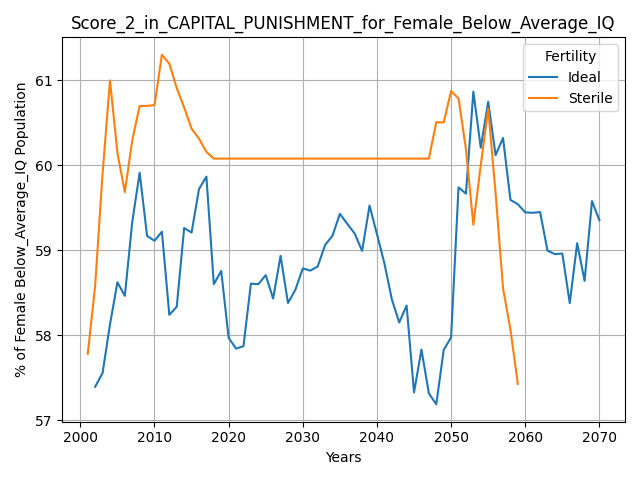 Score_2_in_CAPITAL_PUNISHMENT_for_Female_Below_Average_IQ
Fertility
Ideal
Sterile
% of Female Below_Average_IQ Population
61
60
59
58
57
2000 2010 2020 2030 2040 2050 2060 2070
Years